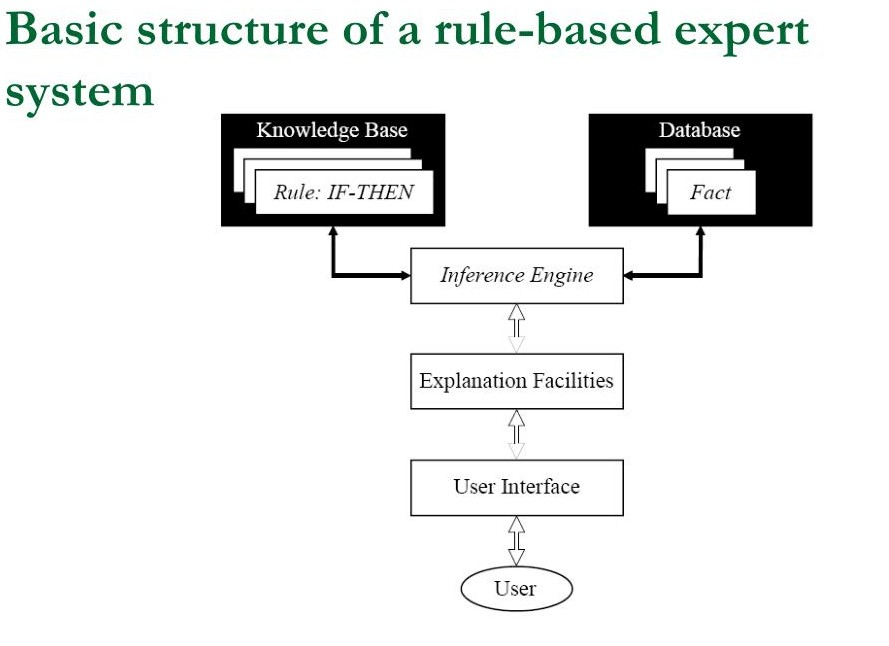 Basic structure of a rule-based expert
system
Knowledge Base
Rule: IF-THEN
Database
Fact
Inference Engine
Explanation Facilities
User Interface
User